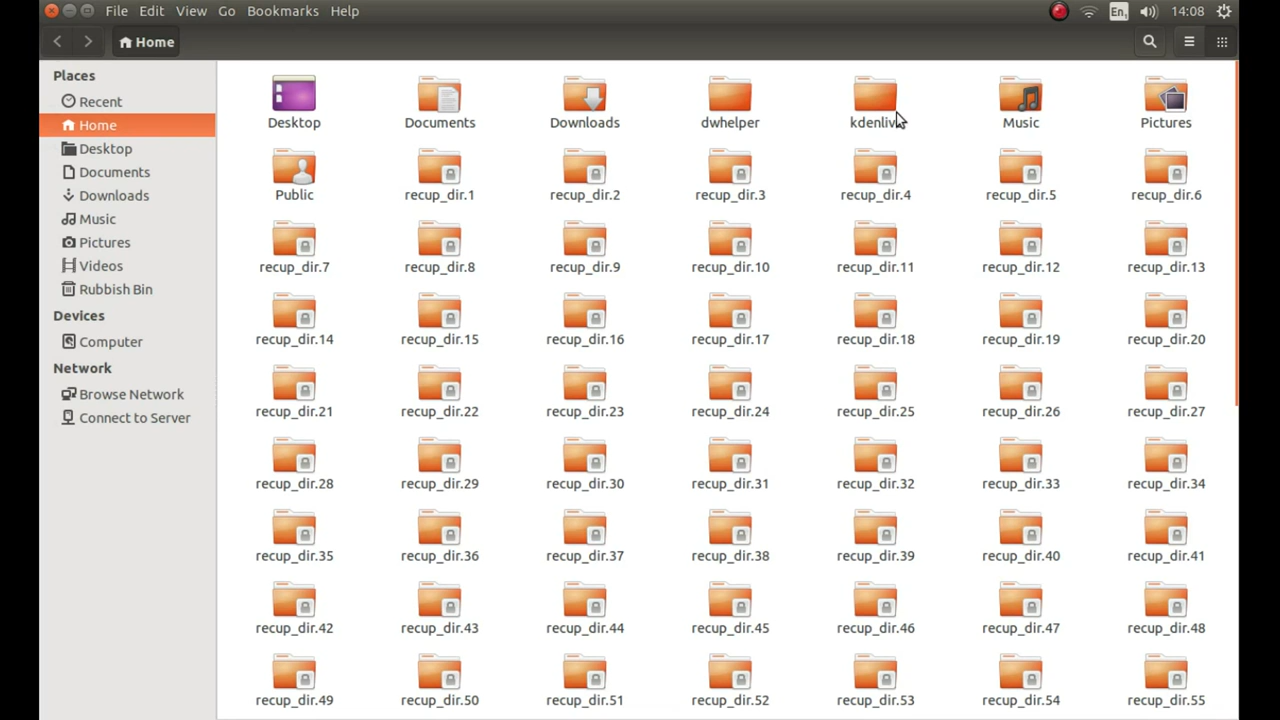 File Edit View Go Bookmarks Help
En1 14:08
Home
Places
Recent
Home
Desktop
Documents
Downloads
Music
Pictures
Videos
Rubbish Bin
Devices
Computer
Network
Browse Network
Connect to Server
Desktop Documents Downloads dwhelper Music Pictures
Public recup_dir.1 recup_dir.2 recup_dir.3 recup_dir.4 recup_dir.5 recup_dir.6
recup_dir.7 recup_dir.8 recup_dir.9 recup_dir.10 recup_dir.11 recup_dir.12 recup_dir.13
recup_dir.14 recup_dir.15 recup_dir.16 recup_dir.17 recup_dir.18 recup_dir.19 recup_dir.20
recup_dir.21 recup_dir.22 recup_dir.23 recup_dir.24 recup_dir.25 recup_dir.26 recup_dir.27
recup_dir.28 recup_dir.29 recup_dir.30 recup_dir.31 recup_dir.32 recup_dir.33 recup_dir.34
recup_dir.35 recup_dir.36 recup_dir.37 recup_dir.38 recup_dir.39 recup_dir.40 recup_dir.41
recup_dir.42 recup_dir.43 recup_dir.44 recup_dir.45 recup_dir.46 recup_dir.47 recup_dir.48
recup_dir.49 recup_dir.50 recup_dir.51 recup_dir.52 recup_dir.53 recup_dir.54 recup_dir.55